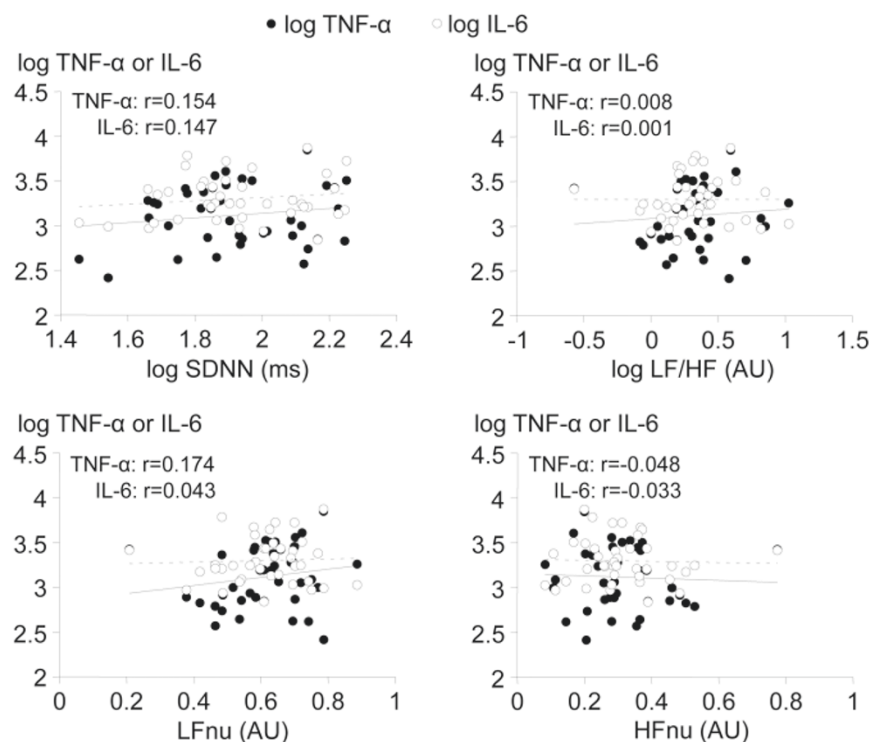 ● log TNF-α ○ log IL-6
log TNF-α or IL-6
4.5
4
3.5
3
2.5
2
TNF-α: r=0.154
IL-6: r=0.147
1.4 1.6 1.8 2 2.2 2.4
log SDNN (ms)
log TNF-α or IL-6
4.5
4
3.5
3
2.5
2
TNF-α: r=0.008
IL-6: r=0.001
-1 -0.5 0 0.5 1 1.5
log LF/HF (AU)
log TNF-α or IL-6
4.5
4
3.5
3
2.5
2
TNF-α: r=0.174
IL-6: r=0.043
0 0.2 0.4 0.6 0.8 1
LFnu (AU)
log TNF-α or IL-6
4.5
4
3.5
3
2.5
2
TNF-α: r=-0.048
IL-6: r=-0.033
0 0.2 0.4 0.6 0.8 1
HFnu (AU)